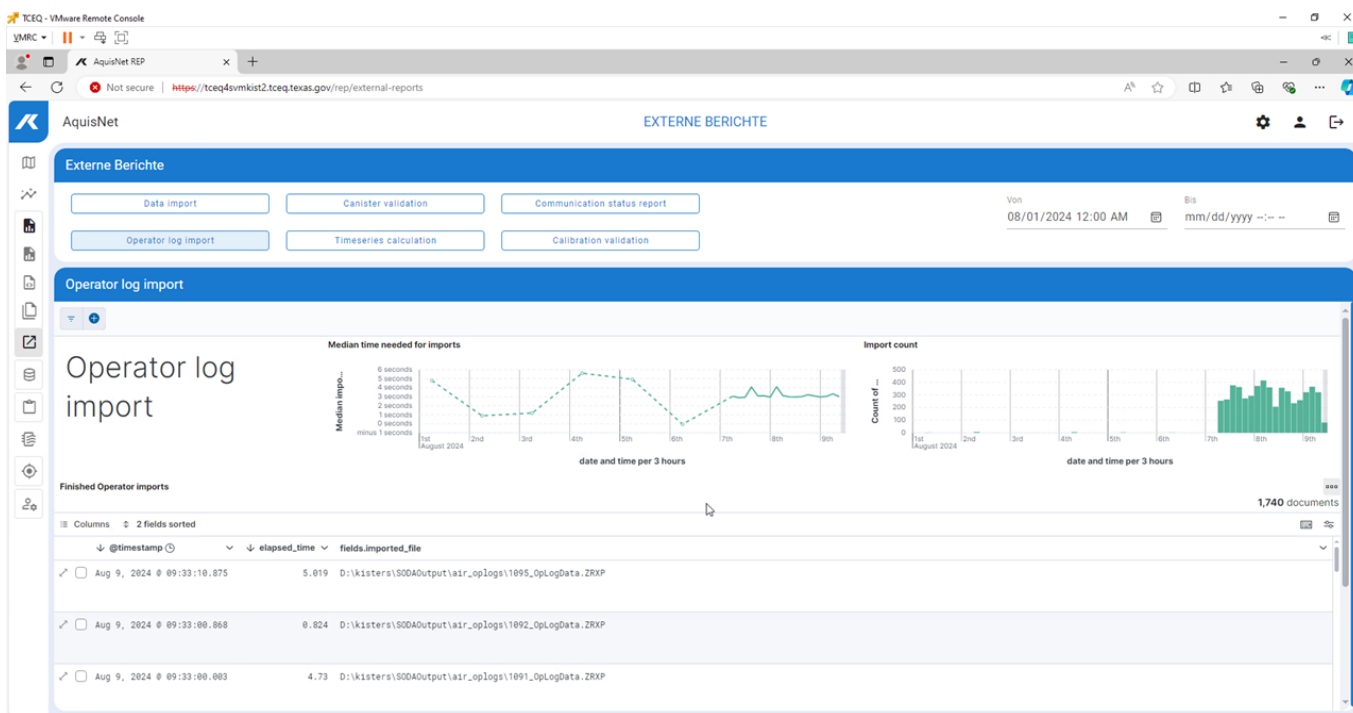 TCEQ - VMware Remote Console
VMRC
AquisNet REP
Not secure https://tceq4svmkist2.tceq.texas.gov/rep/external-reports
AquisNet
EXTERNE BERICHTE
Externe Berichte
Data import
Canister validation
Communication status report
Von
08/01/2024 12:00 AM
Bis
mm/dd/yyyy --:-- --
Operator log import
Timeseries calculation
Calibration validation
Operator log import
Operator log
import
Median time needed for imports
Median impo...
6 seconds
5 seconds
4 seconds
3 seconds
2 seconds
1 seconds
0 seconds
minus 1 seconds
1st 2nd 3rd 4th 5th 6th 7th 8th 9th
August 2024
date and time per 3 hours
Import count
Count of ...
500
400
300
200
100
0
1st 2nd 3rd 4th 5th 6th 7th 8th 9th
August 2024
date and time per 3 hours
Finished Operator imports
1,740 documents
Columns 2 fields sorted
@timestamp elapsed_time fields.imported_file
Aug 9, 2024 @ 09:33:10.875 5.019 D:\kisters\SODAOutput\air_oplogs\1095_OpLogData.ZRXP
Aug 9, 2024 @ 09:33:00.868 0.824 D:\kisters\SODAOutput\air_oplogs\1092_OpLogData.ZRXP
Aug 9, 2024 @ 09:33:00.003 4.73 D:\kisters\SODAOutput\air_oplogs\1091_OpLogData.ZRXP